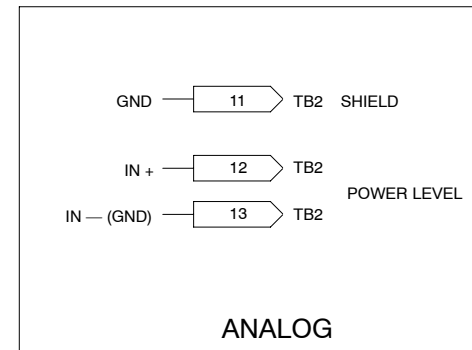 GND 11 TB2 SHIELD
IN + 12 TB2
POWER LEVEL
IN — (GND) 13 TB2
ANALOG